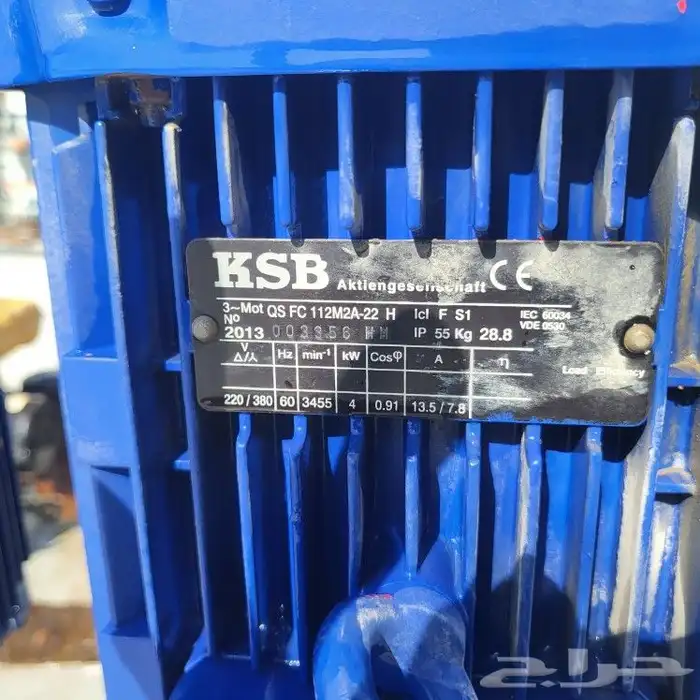 KSB Aktiengesellschaft CE
3~Mot QS FC 112M2A-22 H Icl F S1 IEC 60034
VDE 0530
Nº 2013 003356 HM IP 55 Kg 28.8
V Δ/⅄ Hz min⁻¹ kW Cosφ A η
Load Efficiency
220/380 60 3455 4 0.91 13.5/7.8
حراج